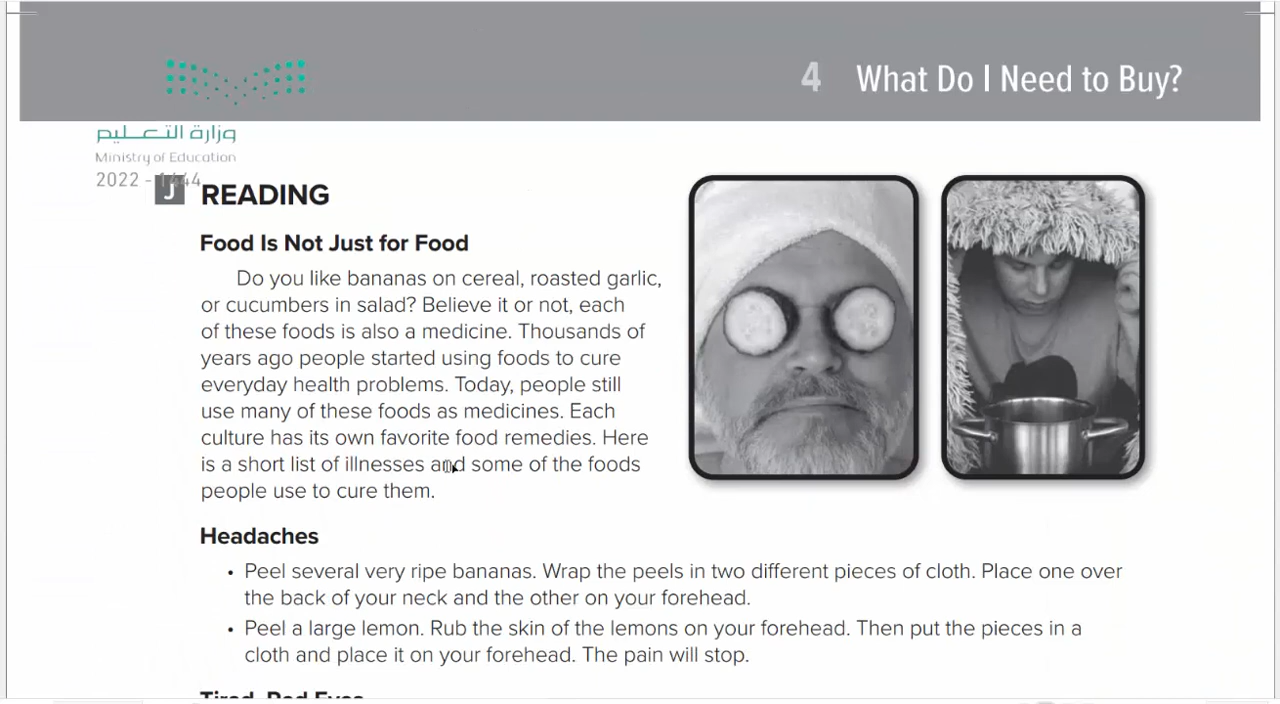 4 What Do I Need to Buy?
وزارة التعليم
Ministry of Education
2022 - 1444
J READING
Food Is Not Just for Food
Do you like bananas on cereal, roasted garlic,
or cucumbers in salad? Believe it or not, each
of these foods is also a medicine. Thousands of
years ago people started using foods to cure
everyday health problems. Today, people still
use many of these foods as medicines. Each
culture has its own favorite food remedies. Here
is a short list of illnesses and some of the foods
people use to cure them.
Headaches
• Peel several very ripe bananas. Wrap the peels in two different pieces of cloth. Place one over
the back of your neck and the other on your forehead.
• Peel a large lemon. Rub the skin of the lemons on your forehead. Then put the pieces in a
cloth and place it on your forehead. The pain will stop.
Tired, Red Eyes